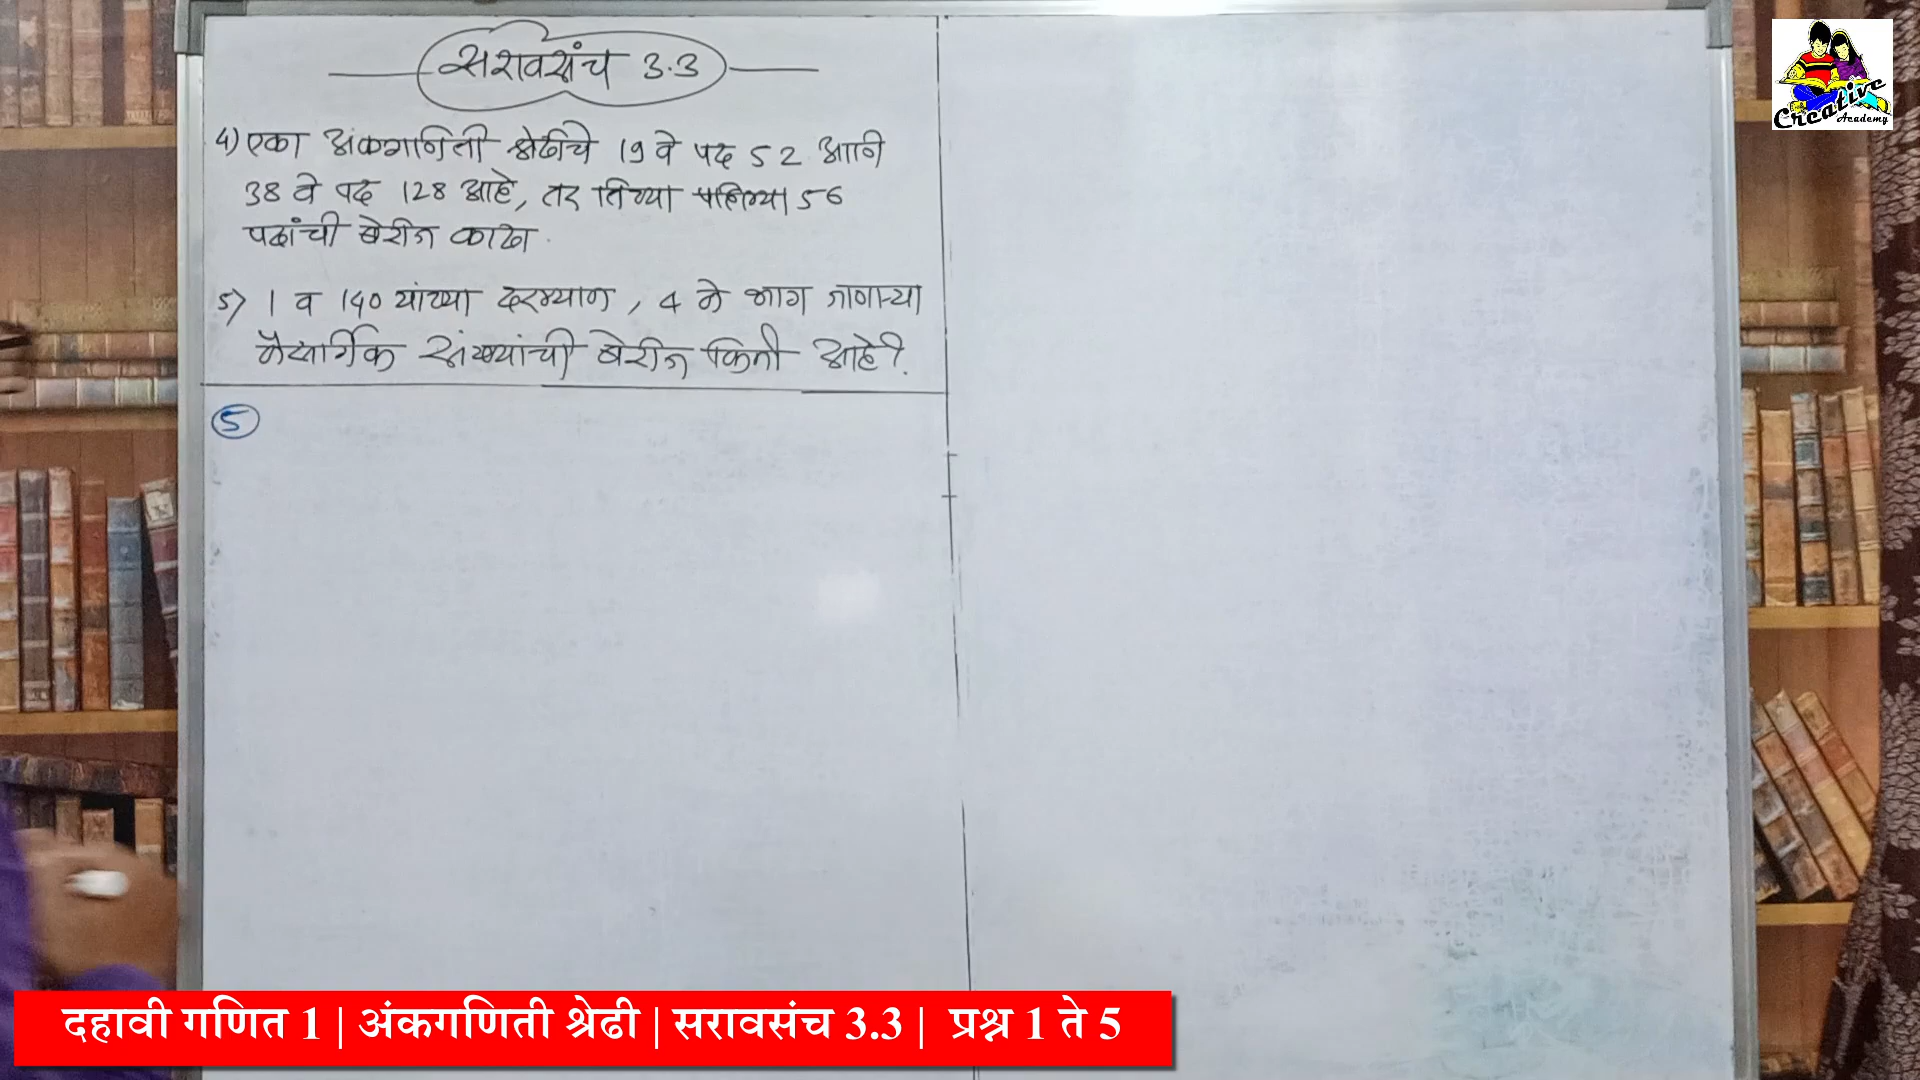 सरावसंच 3.3
4) एका अंकगणिती श्रेढीचे 19 वे पद 52 आणि
38 वे पद 128 आहे, तर तिच्या पहिल्या 56
पदांची बेरीज काढा.
5) 1 व 140 यांच्या दरम्यान, 4 ने भाग जाणाऱ्या
नैसर्गिक संख्यांची बेरीज किती आहे?
5
Creative
Academy
दहावी गणित 1 | अंकगणिती श्रेढी | सरावसंच 3.3 | प्रश्न 1 ते 5